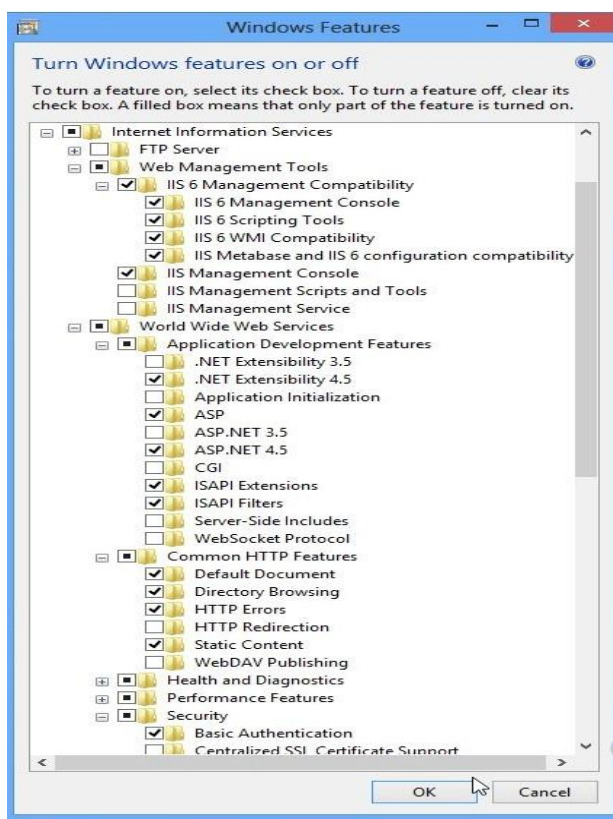 Windows Features
Turn Windows features on or off
To turn a feature on, select its check box. To turn a feature off, clear its
check box. A filled box means that only part of the feature is turned on.
Internet Information Services
FTP Server
Web Management Tools
IIS 6 Management Compatibility
IIS 6 Management Console
IIS 6 Scripting Tools
IIS 6 WMI Compatibility
IIS Metabase and IIS 6 configuration compatibility
IIS Management Console
IIS Management Scripts and Tools
IIS Management Service
World Wide Web Services
Application Development Features
.NET Extensibility 3.5
.NET Extensibility 4.5
Application Initialization
ASP
ASP.NET 3.5
ASP.NET 4.5
CGI
ISAPI Extensions
ISAPI Filters
Server-Side Includes
WebSocket Protocol
Common HTTP Features
Default Document
Directory Browsing
HTTP Errors
HTTP Redirection
Static Content
WebDAV Publishing
Health and Diagnostics
Performance Features
Security
Basic Authentication
Centralized SSL Certificate Support
OK Cancel